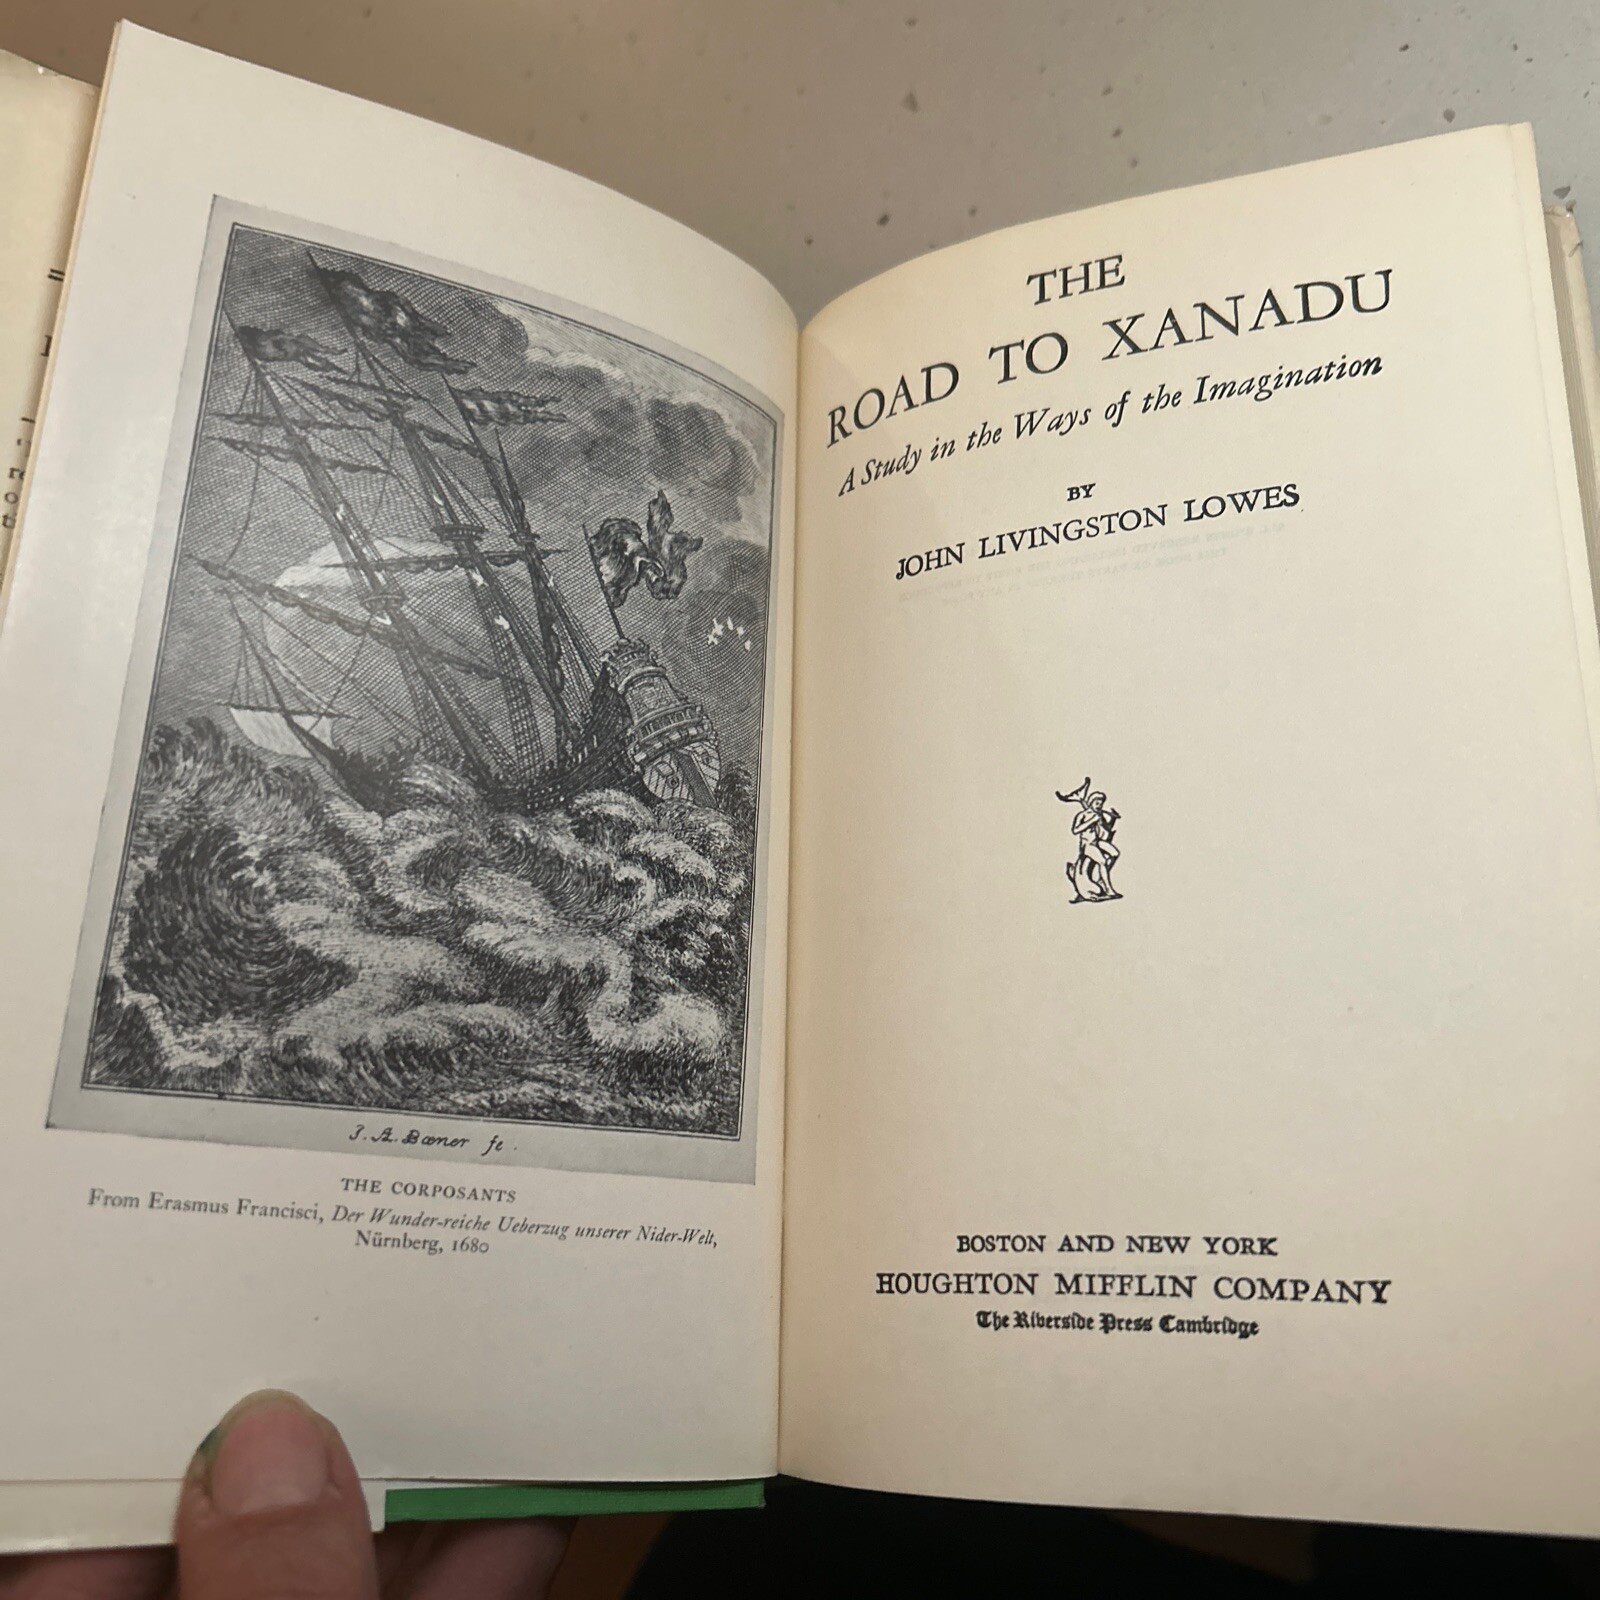 J. A. Bœner fe.
THE CORPOSANTS
From Erasmus Francisci, Der Wunder-reiche Ueberzug unserer Nider-Welt,
Nürnberg, 1680
THE
ROAD TO XANADU
A Study in the Ways of the Imagination
BY
JOHN LIVINGSTON LOWES
BOSTON AND NEW YORK
HOUGHTON MIFFLIN COMPANY
The Riverside Press Cambridge